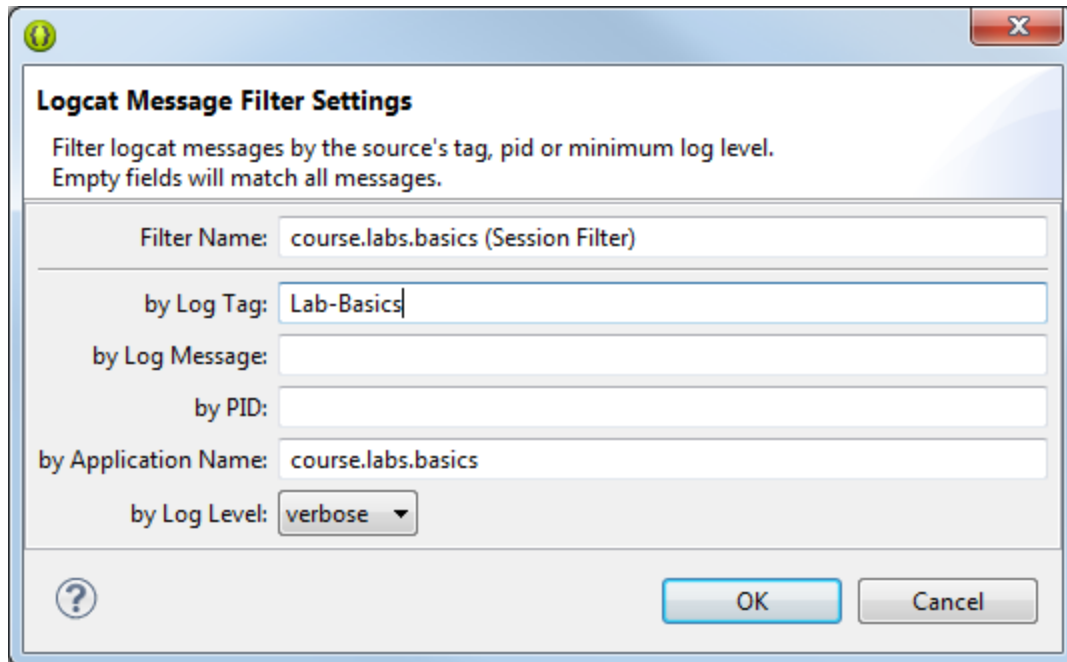 Logcat Message Filter Settings
Filter logcat messages by the source's tag, pid or minimum log level.
Empty fields will match all messages.
Filter Name: course.labs.basics (Session Filter)
by Log Tag: Lab-Basics
by Log Message:
by PID:
by Application Name: course.labs.basics
by Log Level: verbose
OK Cancel